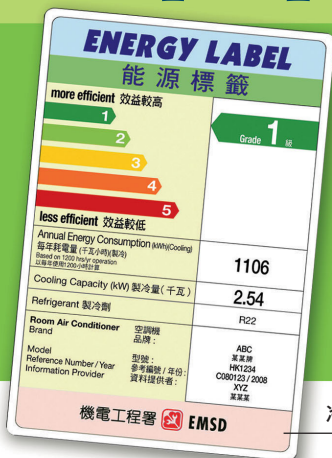 ENERGY LABEL
能源標籤
more efficient 效益較高
1
2
3
4
5
Grade 1 級
less efficient 效益較低
Annual Energy Consumption (kWh)(Cooling)
每年耗電量 (千瓦小時)(製冷)
Based on 1200 hrs/yr operation
以每年使用1200小時計算
1106
Cooling Capacity (kW) 製冷量(千瓦)
2.54
Refrigerant 製冷劑
R22
Room Air Conditioner 空調機
Brand 品牌:
ABC
某某牌
Model 型號:
HK1234
Reference Number / Year 參考編號 / 年份:
C080123 / 2008
Information Provider 資料提供者:
XYZ
某某某
機電工程署 EMSD